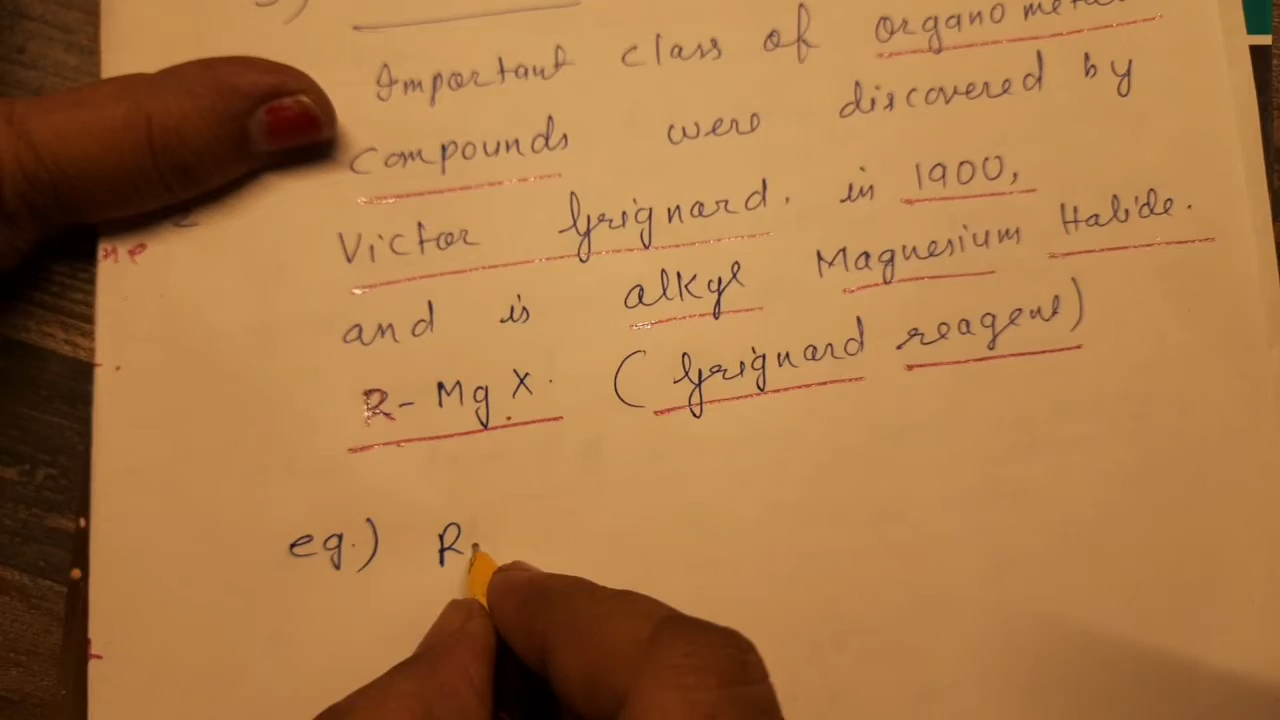 Important class of organo meta
compounds were discovered by
Victor Grignard. in 1900,
and is alkyl Magnesium Halide.
R-MgX. (Grignard reagent)
eg.) R